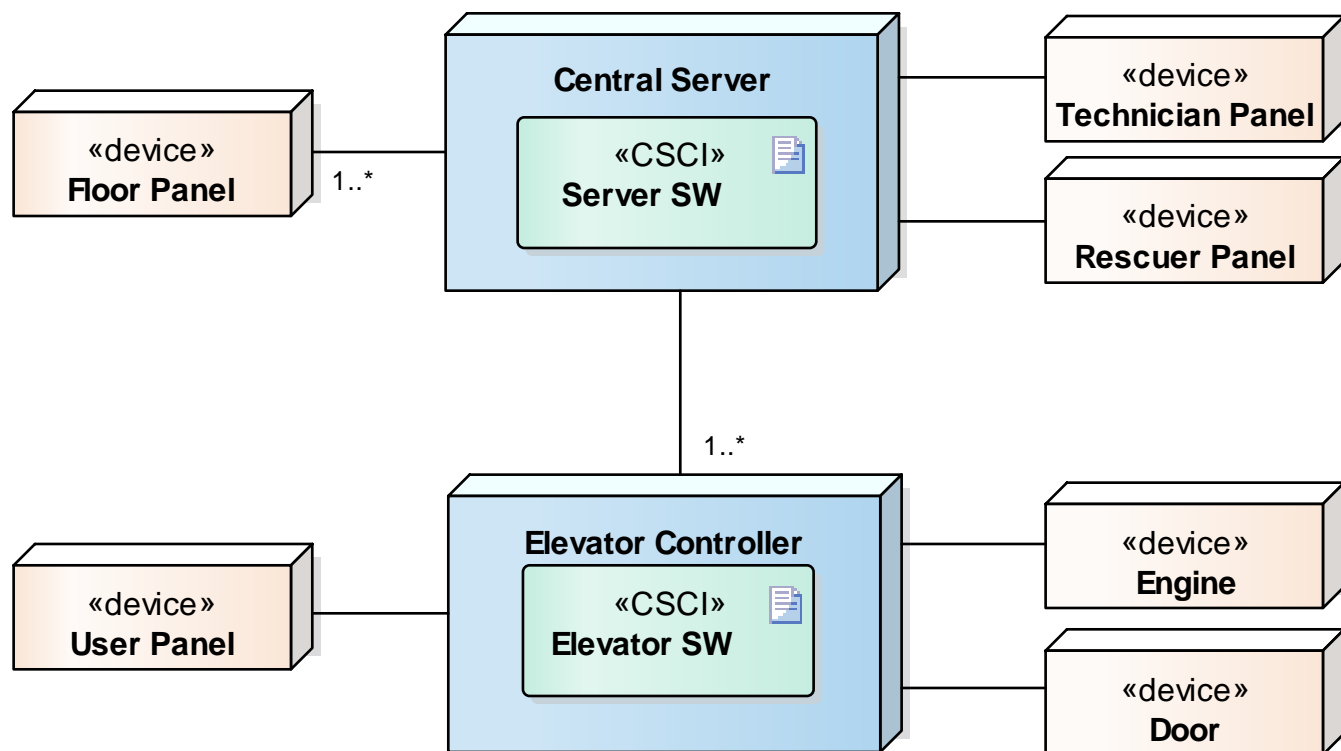 Central Server
«CSCI»
Server SW
«device»
Floor Panel
1..*
«device»
Technician Panel
«device»
Rescuer Panel
1..*
Elevator Controller
«CSCI»
Elevator SW
«device»
User Panel
«device»
Engine
«device»
Door